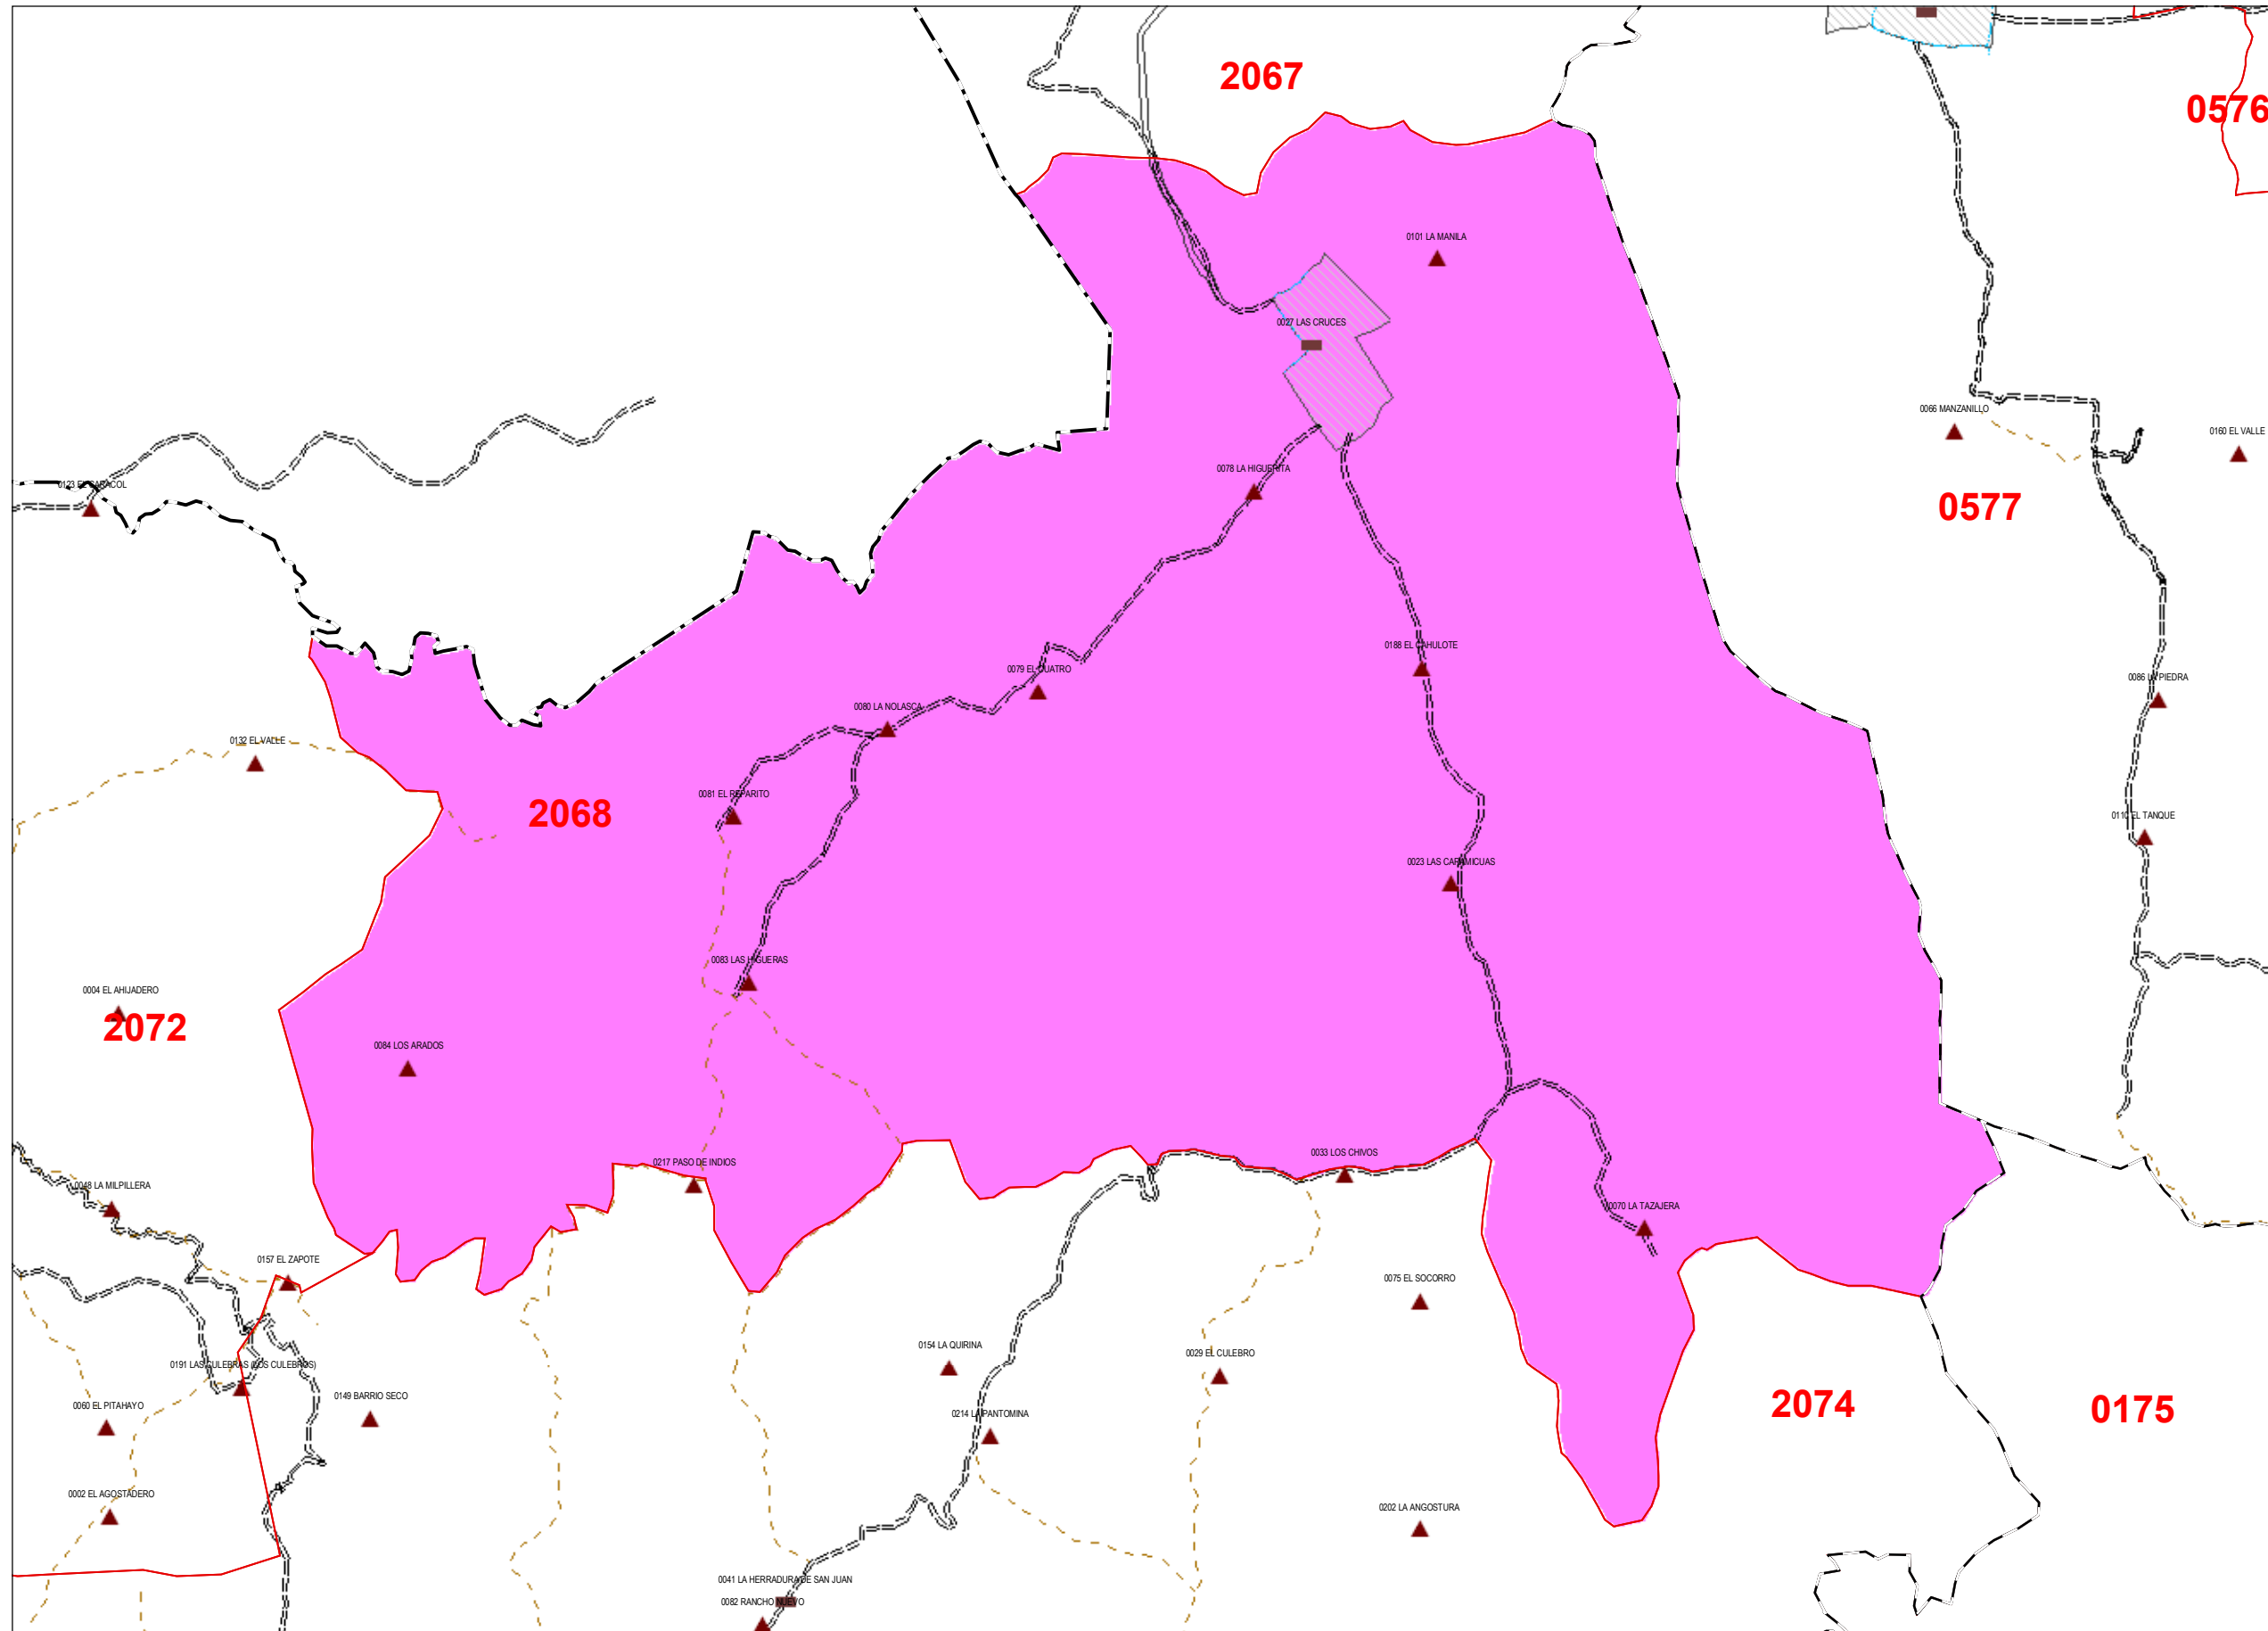 2067
0576
0101 LA MANILA
0027 LAS CRUCES
0066 MANZANILLO
0160 EL VALLE
0078 LA HIGUERITA
0123 EL CARACOL
0577
0188 EL CAHULOTE
0079 EL CUATRO
0086 LA PIEDRA
0080 LA NOLASCA
0132 EL VALLE
0081 EL REPARITO
2068
0110 EL TANQUE
0023 LAS CARAMICUAS
0083 LAS HIGUERAS
0004 EL AHIJADERO
2072
0084 LOS ARADOS
0033 LOS CHIVOS
0217 PASO DE INDIOS
0048 LA MILPILLERA
0070 LA TAZAJERA
0157 EL ZAPOTE
0075 EL SOCORRO
0154 LA QUIRINA
0029 EL CULEBRO
0191 LAS CULEBRAS (LOS CULEBROS)
0149 BARRIO SECO
0060 EL PITAHAYO
0214 LA PANTOMINA
2074
0175
0002 EL AGOSTADERO
0202 LA ANGOSTURA
0041 LA HERRADURA DE SAN JUAN
0082 RANCHO NUEVO